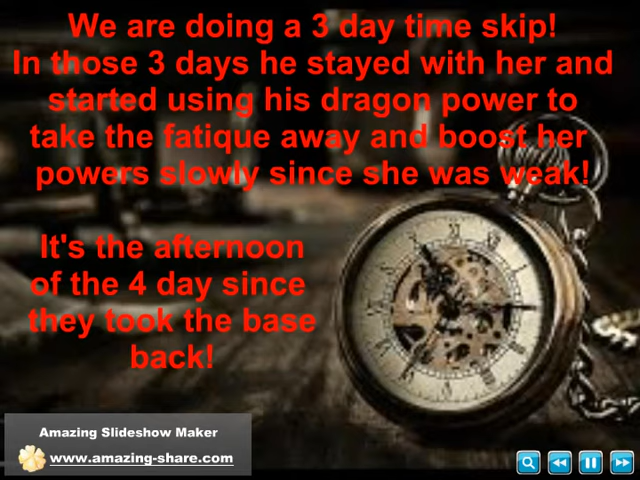 We are doing a 3 day time skip!
In those 3 days he stayed with her and
started using his dragon power to
take the fatique away and boost her
powers slowly since she was weak!
It's the afternoon
of the 4 day since
they took the base
back!
Amazing Slideshow Maker
www.amazing-share.com